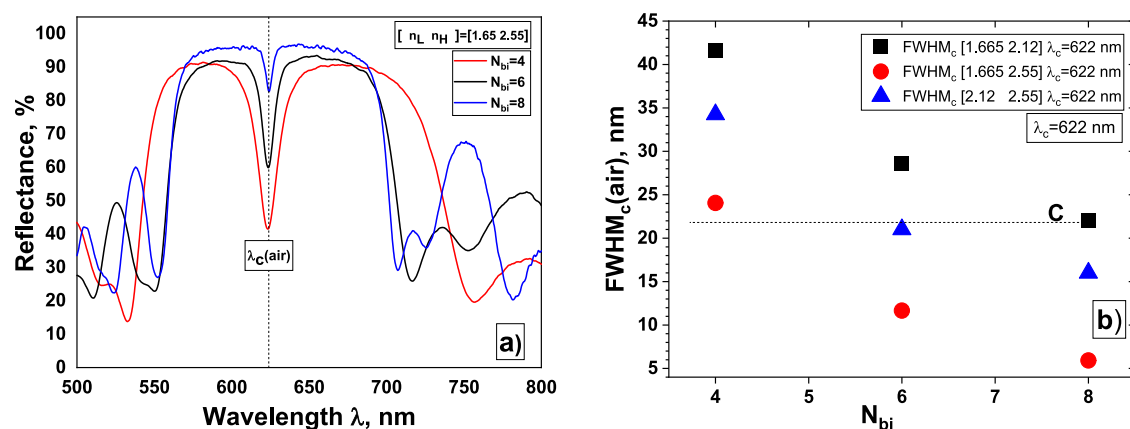 [ nL nH ]=[1.65 2.55]
Nbi=4
Nbi=6
Nbi=8
Reflectance, %
100
90
80
70
60
50
40
30
20
10
0
λC(air)
a)
500 550 600 650 700 750 800
Wavelength λ, nm
FWHMc [1.665 2.12] λc=622 nm
FWHMc [1.665 2.55] λc=622 nm
FWHMc [2.12 2.55] λc=622 nm
λc=622 nm
FWHMc(air), nm
45
40
35
30
25
20
15
10
5
C
b)
4 5 6 7 8
Nbi